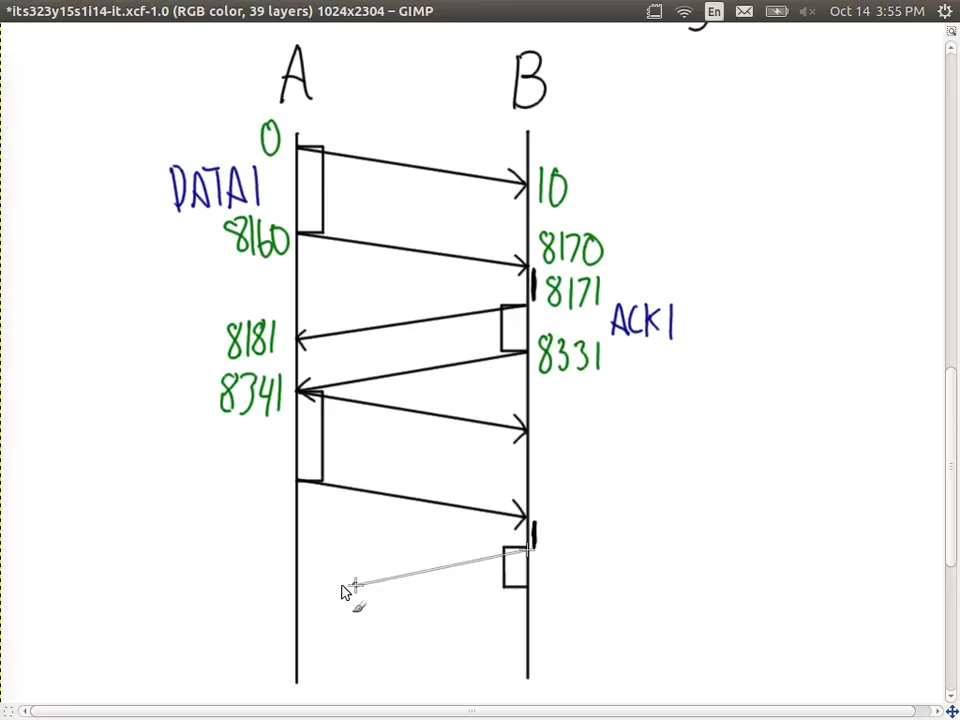 *its323y15s1i14-it.xcf-1.0 (RGB color, 39 layers) 1024x2304 – GIMP
En
Oct 14 3:55 PM
A B
0
DATA1
10
8160
8170
8171
ACK1
8181
8331
8341